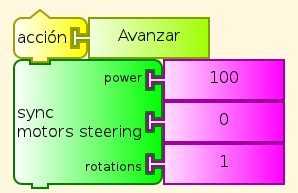 acción Avanzar
power 100
sync
motors steering 0
rotations 1